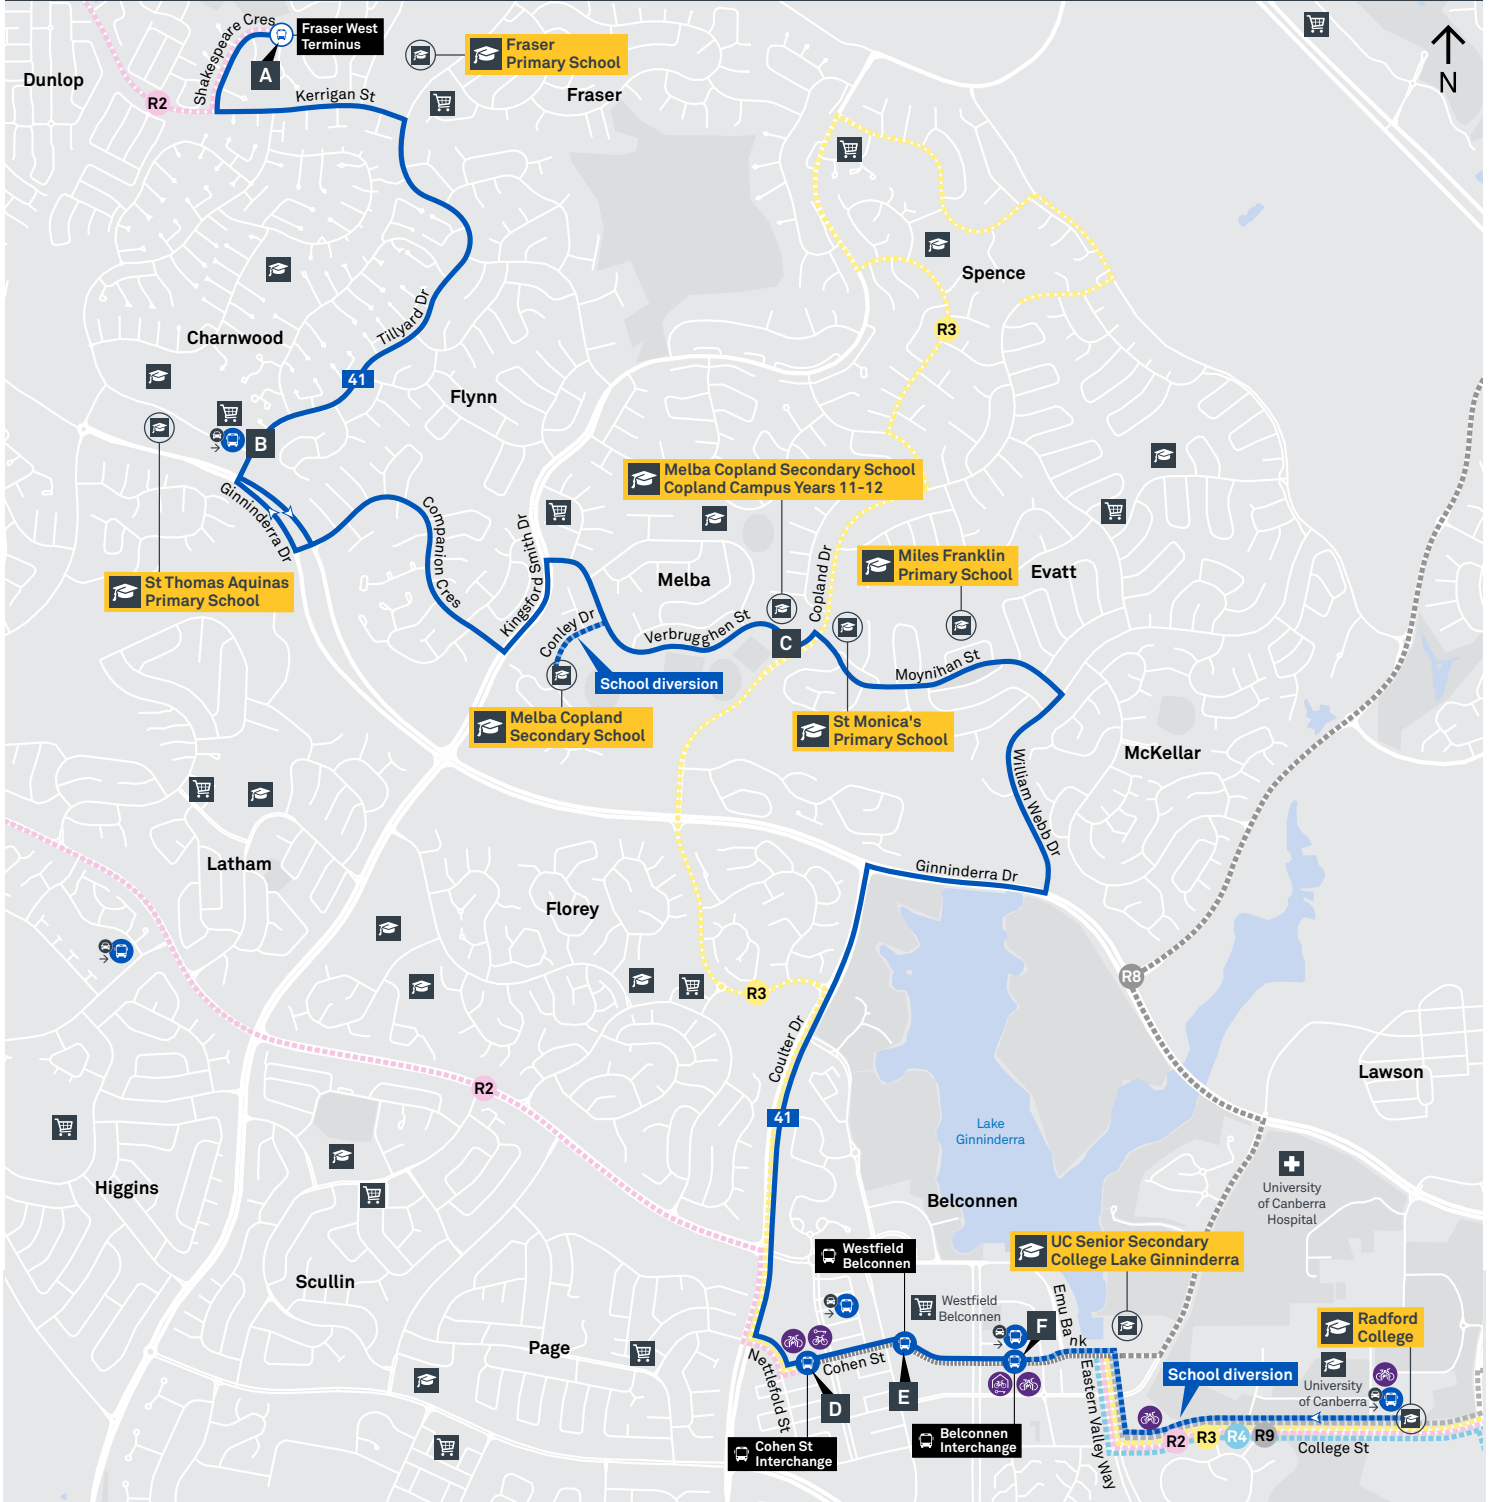 Shakespeare Cres
Fraser West
Terminus
A
Fraser
Primary School
N
Dunlop
R2
Kerrigan St
Fraser
Spence
R3
Charnwood
Tillyard Dr
41
Flynn
B
Ginninderra Dr
Companion Cres
Kingsford Smith Dr
Melba Copland Secondary School
Copland Campus Years 11-12
Miles Franklin
Primary School
Evatt
Melba
Copland Dr
St Thomas Aquinas
Primary School
Conley Dr
Verbrugghen St
C
Moynihan St
School diversion
Melba Copland
Secondary School
St Monica's
Primary School
McKellar
William Webb Dr
Latham
Ginninderra Dr
Florey
R8
R3
Coulter Dr
Lawson
R2
41
Lake
Ginninderra
Higgins
Belconnen
University
of Canberra
Hospital
UC Senior Secondary
College Lake Ginninderra
Westfield
Belconnen
Scullin
Westfield
Belconnen
Emu Bank
F
Radford
College
Page
Nettlefold St
Cohen St
D
E
Eastern Valley Way
School diversion
University
of Canberra
Cohen St
Interchange
Belconnen
Interchange
R2
R3
R4
R9
College St